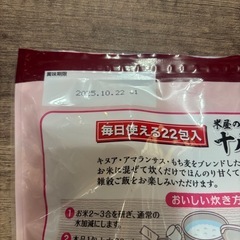 賞味期限
2025.10.22
毎日使える22包入
米屋の
十
キヌア・アマランサス・もち麦をブレンドした
お米に混ぜて炊くだけでほんのり甘くて
雑穀ご飯をお楽しみいただけます。
おいしい炊き方
① お米2〜3合を研ぎ、通常の
水加減にします。